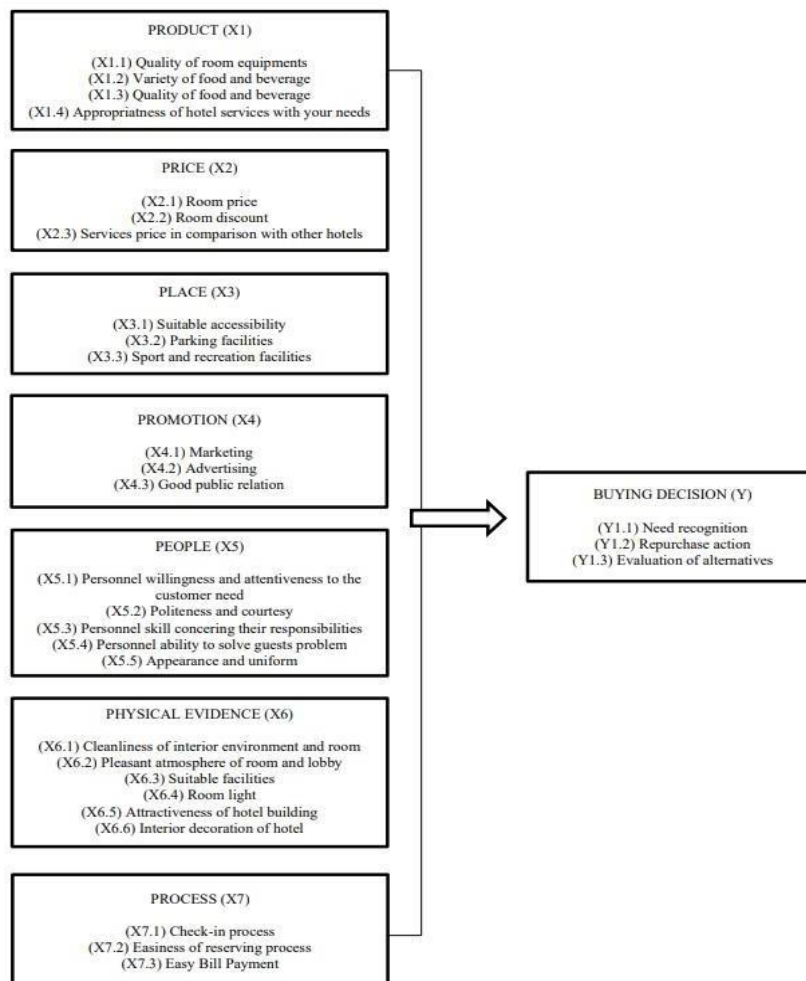 PRODUCT (X1)
(X1.1) Quality of room equipments
(X1.2) Variety of food and beverage
(X1.3) Quality of food and beverage
(X1.4) Appropriatness of hotel services with your needs
PRICE (X2)
(X2.1) Room price
(X2.2) Room discount
(X2.3) Services price in comparison with other hotels
PLACE (X3)
(X3.1) Suitable accessibility
(X3.2) Parking facilities
(X3.3) Sport and recreation facilities
PROMOTION (X4)
(X4.1) Marketing
(X4.2) Advertising
(X4.3) Good public relation
PEOPLE (X5)
(X5.1) Personnel willingness and attentiveness to the
customer need
(X5.2) Politeness and courtesy
(X5.3) Personnel skill concering their responsibilities
(X5.4) Personnel ability to solve guests problem
(X5.5) Appearance and uniform
PHYSICAL EVIDENCE (X6)
(X6.1) Cleanliness of interior environment and room
(X6.2) Pleasant atmosphere of room and lobby
(X6.3) Suitable facilities
(X6.4) Room light
(X6.5) Attractiveness of hotel building
(X6.6) Interior decoration of hotel
PROCESS (X7)
(X7.1) Check-in process
(X7.2) Easiness of reserving process
(X7.3) Easy Bill Payment
BUYING DECISION (Y)
(Y1.1) Need recognition
(Y1.2) Repurchase action
(Y1.3) Evaluation of alternatives